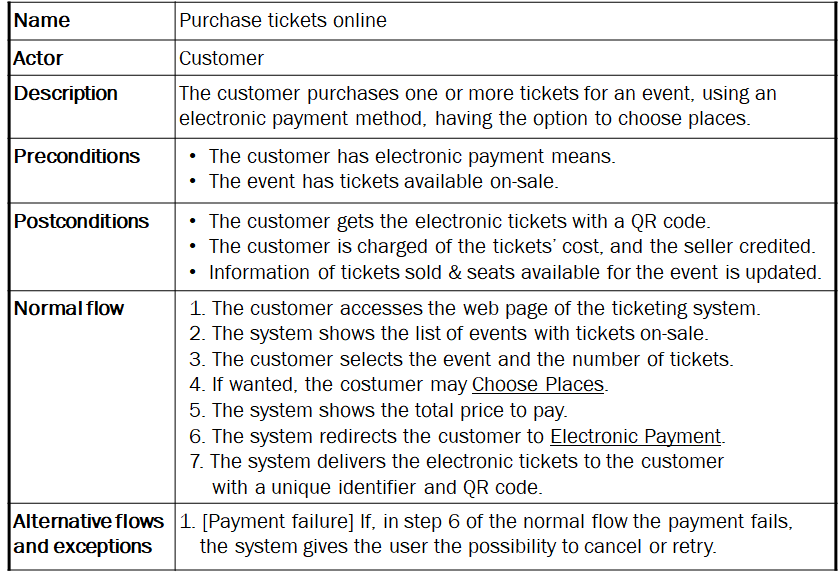 Name Purchase tickets online
Actor Customer
Description The customer purchases one or more tickets for an event, using an
electronic payment method, having the option to choose places.
Preconditions • The customer has electronic payment means.
• The event has tickets available on-sale.
Postconditions • The customer gets the electronic tickets with a QR code.
• The customer is charged of the tickets' cost, and the seller credited.
• Information of tickets sold & seats available for the event is updated.
Normal flow 1. The customer accesses the web page of the ticketing system.
2. The system shows the list of events with tickets on-sale.
3. The customer selects the event and the number of tickets.
4. If wanted, the costumer may Choose Places.
5. The system shows the total price to pay.
6. The system redirects the customer to Electronic Payment.
7. The system delivers the electronic tickets to the customer
with a unique identifier and QR code.
Alternative flows 1. [Payment failure] If, in step 6 of the normal flow the payment fails,
and exceptions the system gives the user the possibility to cancel or retry.